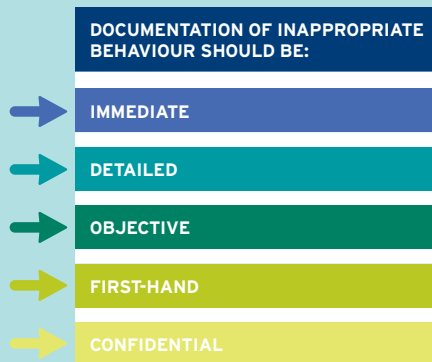 DOCUMENTATION OF INAPPROPRIATE
BEHAVIOUR SHOULD BE:
IMMEDIATE
DETAILED
OBJECTIVE
FIRST-HAND
CONFIDENTIAL